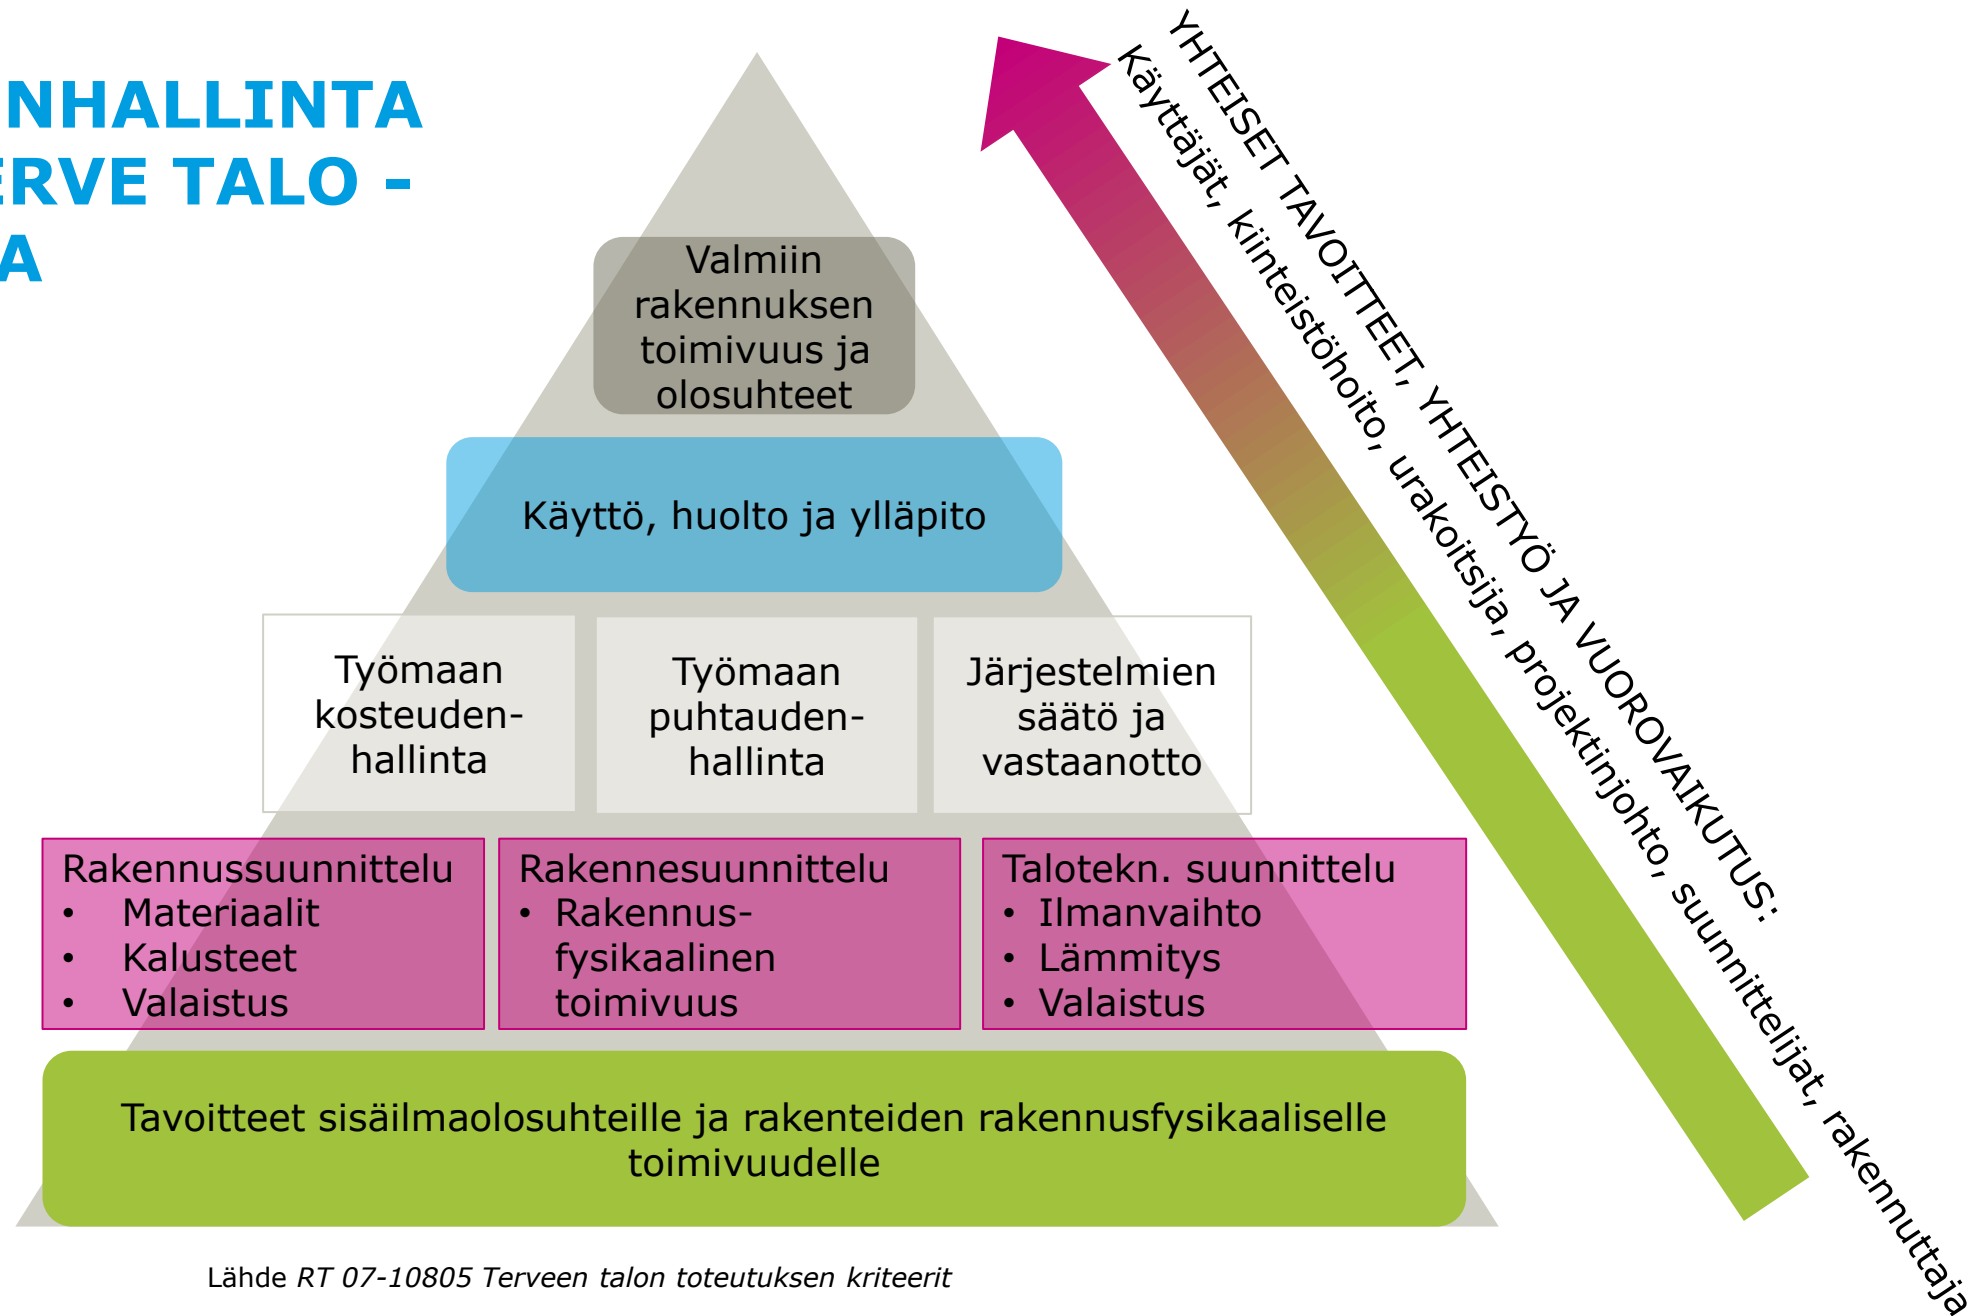 NHALLINTA
ERVE TALO -
A
YHTEISET TAVOITTEET, YHTEISTYÖ JA VUOROVAIKUTUS:
Käyttäjät, kiinteistöhoito, urakoitsija, projektinjohto, suunnittelijat, rakennuttaja
Valmiin
rakennuksen
toimivuus ja
olosuhteet
Käyttö, huolto ja ylläpito
Työmaan
kosteuden-
hallinta
Työmaan
puhtauden-
hallinta
Järjestelmien
säätö ja
vastaanotto
Rakennussuunnittelu
• Materiaalit
• Kalusteet
• Valaistus
Rakennesuunnittelu
• Rakennus-
fysikaalinen
toimivuus
Talotekn. suunnittelu
• Ilmanvaihto
• Lämmitys
• Valaistus
Tavoitteet sisäilmaolosuhteille ja rakenteiden rakennusfysikaaliselle
toimivuudelle
Lähde RT 07-10805 Terveen talon toteutuksen kriteerit